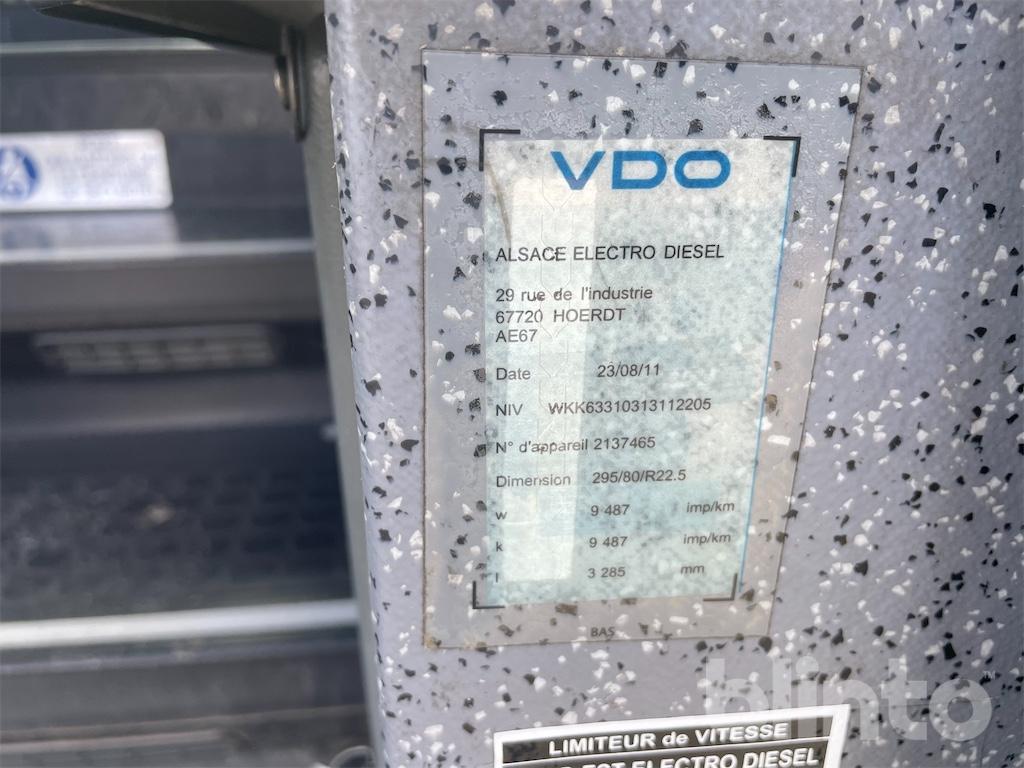 VDO
ALSACE ELECTRO DIESEL
29 rue de l'industrie
67720 HOERDT
AE67
Date 23/08/11
NIV WKK63310313112205
N° d'appareil 2137465
Dimension 295/80/R22.5
w 9 487 imp/km
k 9 487 imp/km
l 3 285 mm
BAS
blinto
LIMITEUR de VITESSE
EST ELECTRO DIESEL